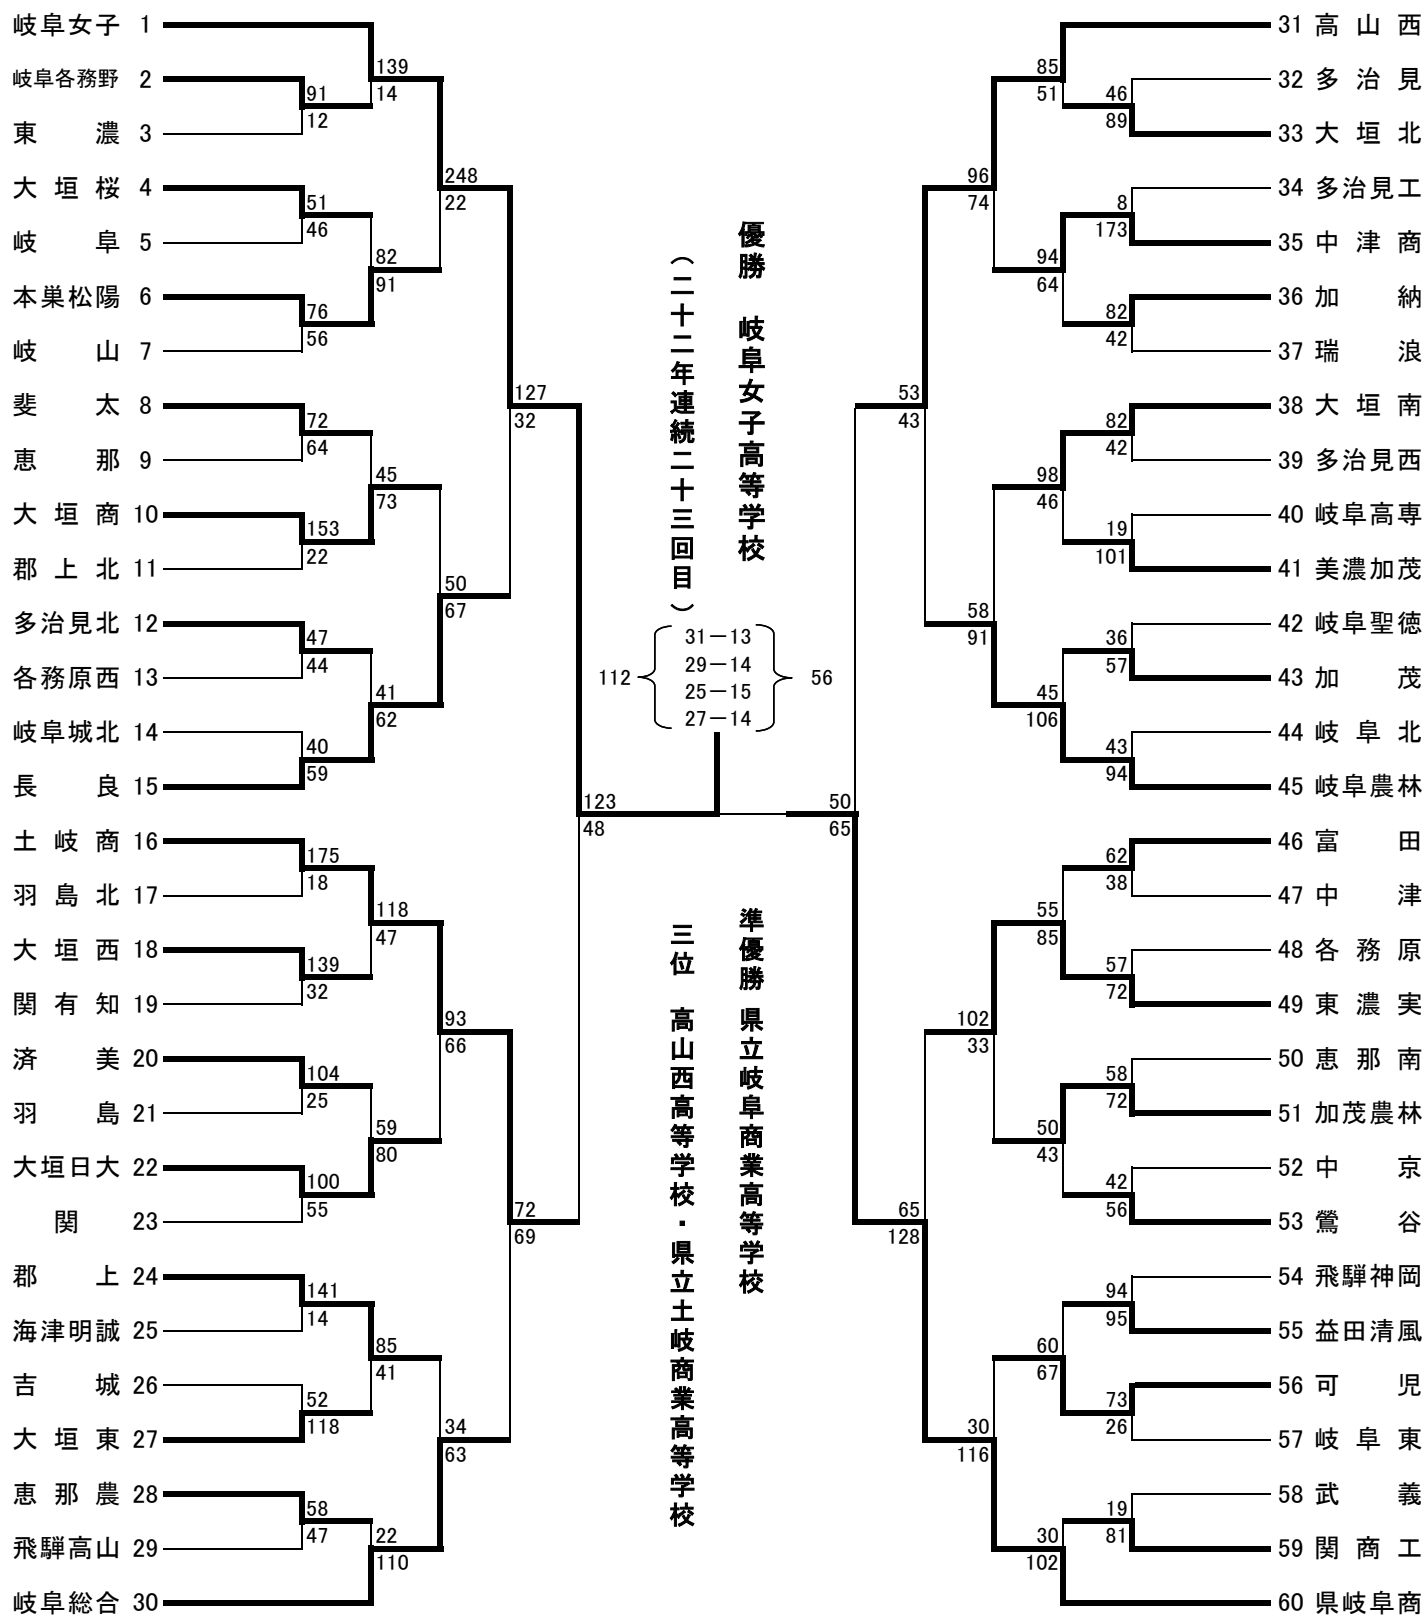 岐阜女子 1
岐阜各務野 2
東濃 3
大垣桜 4
岐阜 5
本巣松陽 6
岐山 7
斐太 8
恵那 9
大垣商 10
郡上北 11
多治見北 12
各務原西 13
岐阜城北 14
長良 15
土岐商 16
羽島北 17
大垣西 18
関有知 19
済美 20
羽島 21
大垣日大 22
関 23
郡上 24
海津明誠 25
吉城 26
大垣東 27
恵那農 28
飛騨高山 29
岐阜総合 30
91
12
51
46
76
56
72
64
153
22
47
44
40
59
175
18
139
32
104
25
100
55
141
14
52
118
58
47
139
14
82
91
45
73
41
62
118
47
59
80
85
41
22
110
248
22
50
67
93
66
34
63
127
32
72
69
123
48
優勝 岐阜女子高等学校
(二十二年連続二十三回目)
112
31-13
29-14
25-15
27-14
56
準優勝 県立岐阜商業高等学校
三位 高山西高等学校・県立土岐商業高等学校
50
65
53
43
65
128
96
74
58
91
102
33
30
116
85
51
94
64
98
46
45
106
55
85
50
43
60
67
30
102
46
89
8
173
82
42
82
42
19
101
36
57
43
94
62
38
57
72
58
72
42
56
94
95
73
26
19
81
31 高山西
32 多治見
33 大垣北
34 多治見工
35 中津商
36 加納
37 瑞浪
38 大垣南
39 多治見西
40 岐阜高専
41 美濃加茂
42 岐阜聖徳
43 加茂
44 岐阜北
45 岐阜農林
46 富田
47 中津
48 各務原
49 東濃実
50 恵那南
51 加茂農林
52 中京
53 鶯谷
54 飛騨神岡
55 益田清風
56 可児
57 岐阜東
58 武義
59 関商工
60 県岐阜商